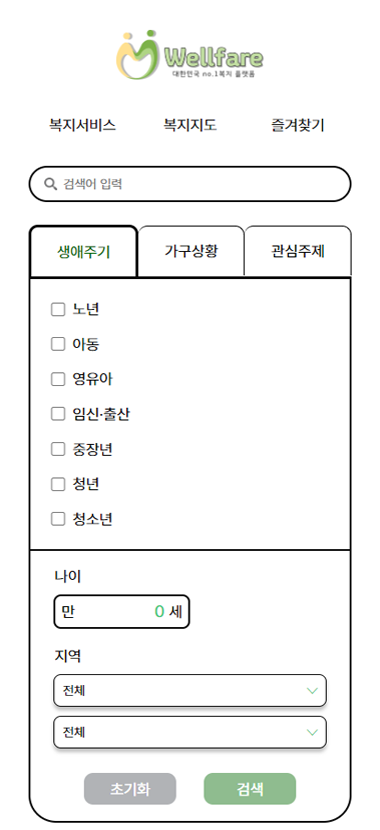 Wellfare
대한민국 no.1복지 플랫폼
복지서비스 복지지도 즐겨찾기
검색어 입력
생애주기 가구상황 관심주제
노년
아동
영유아
임신·출산
중장년
청년
청소년
나이
만 0 세
지역
전체
전체
초기화 검색